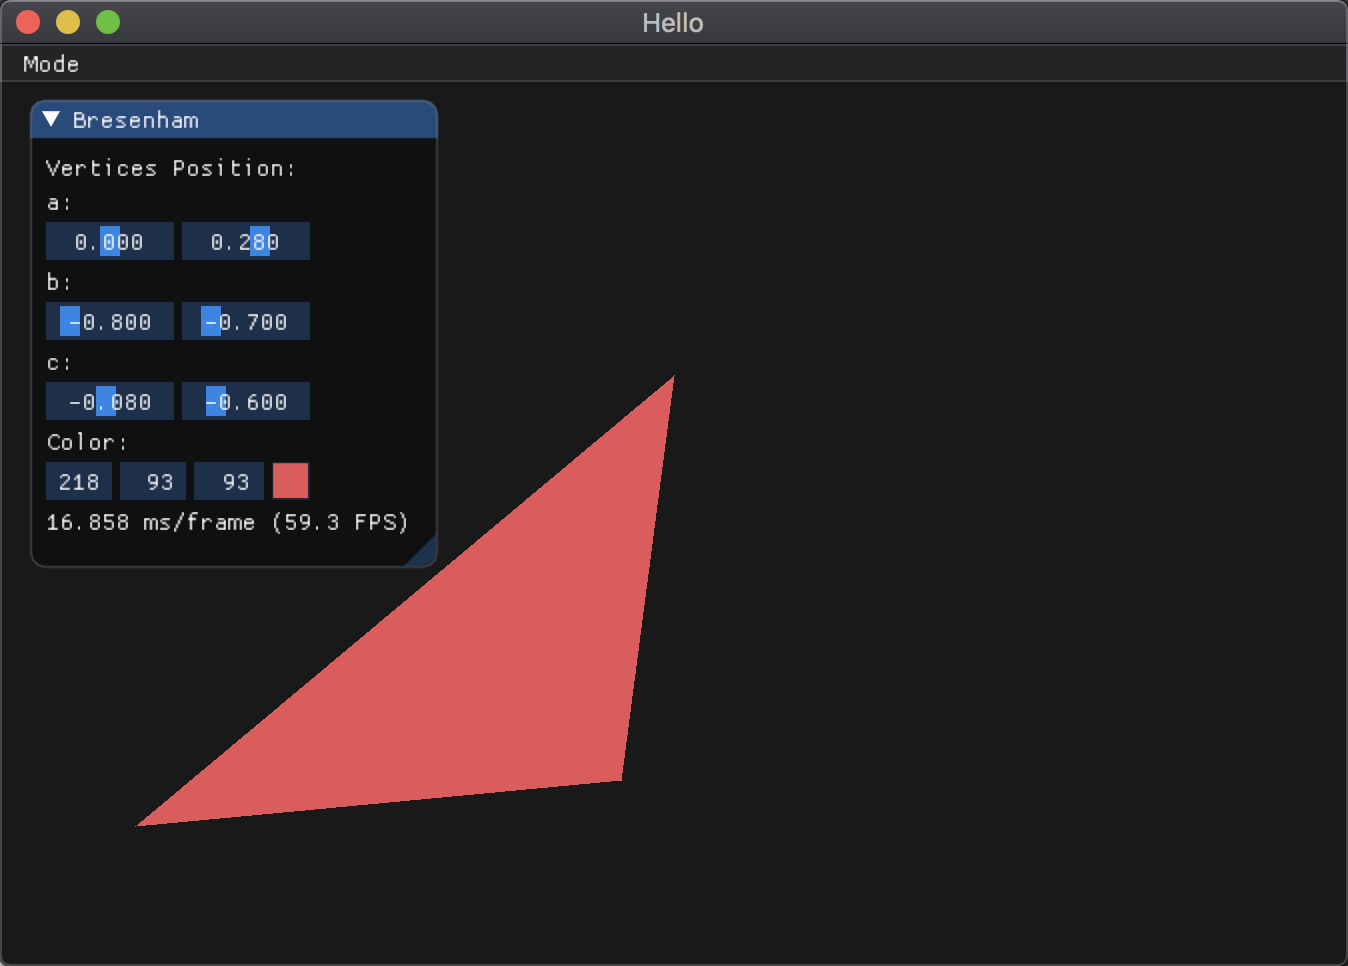 Hello
Mode
Bresenham
Vertices Position:
a:
0.000 0.280
b:
-0.800 -0.700
c:
-0.080 -0.600
Color:
218 93 93
16.858 ms/frame (59.3 FPS)